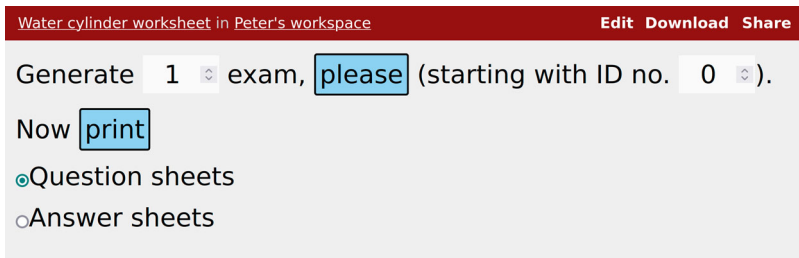 Water cylinder worksheet in Peter's workspace Edit Download Share
Generate 1 exam, please (starting with ID no. 0 ).
Now print
Question sheets
Answer sheets